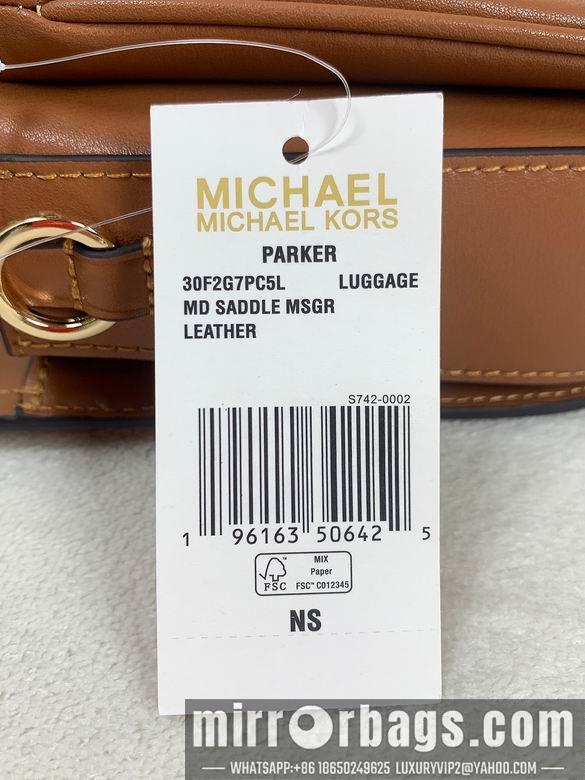 MICHAEL
MICHAEL KORS
PARKER
30F2G7PC5L LUGGAGE
MD SADDLE MSGR
LEATHER
S742-0002
1 96163 50642 5
FSC™
MIX
Paper
FSC™ C012345
NS
mirrorbags.com
WHATSAPP:+86 18650249625 LUXURYVIP2@YAHOO.COM